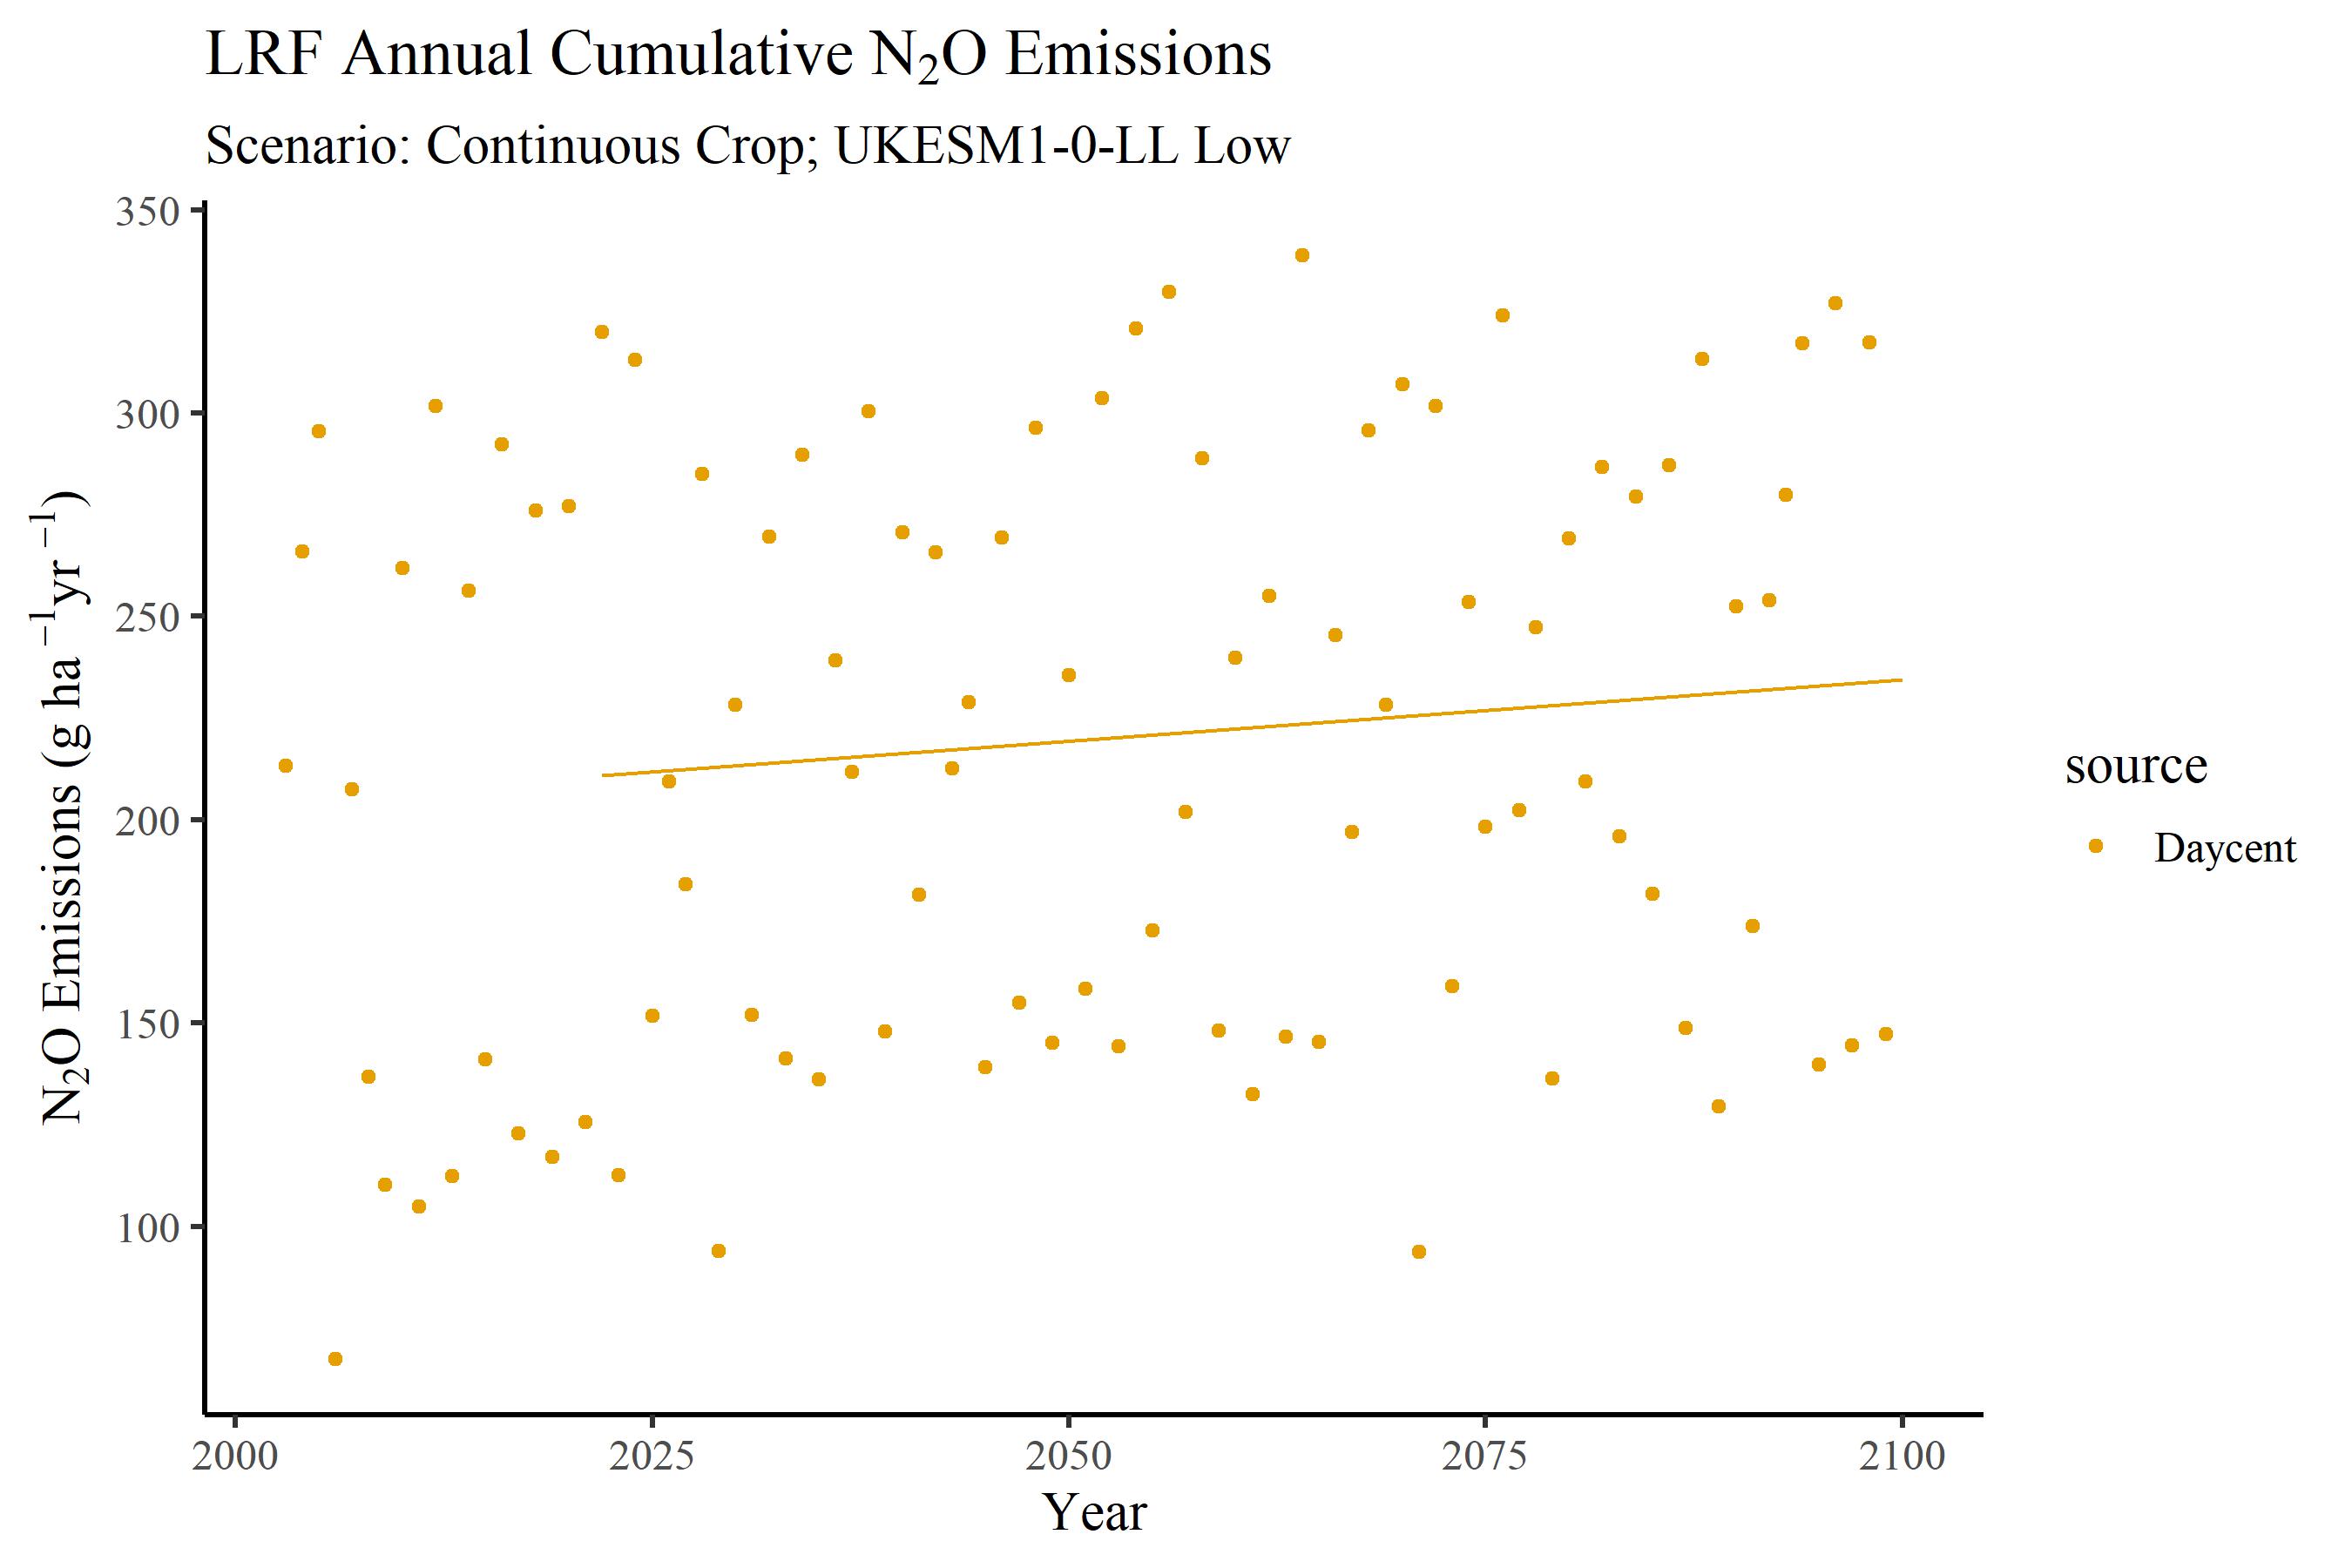 LRF Annual Cumulative N₂O Emissions
Scenario: Continuous Crop; UKESM1-0-LL Low
350
300
250
200
150
100
N₂O Emissions (g ha⁻¹yr⁻¹)
2000 2025 2050 2075 2100
Year
source
Daycent